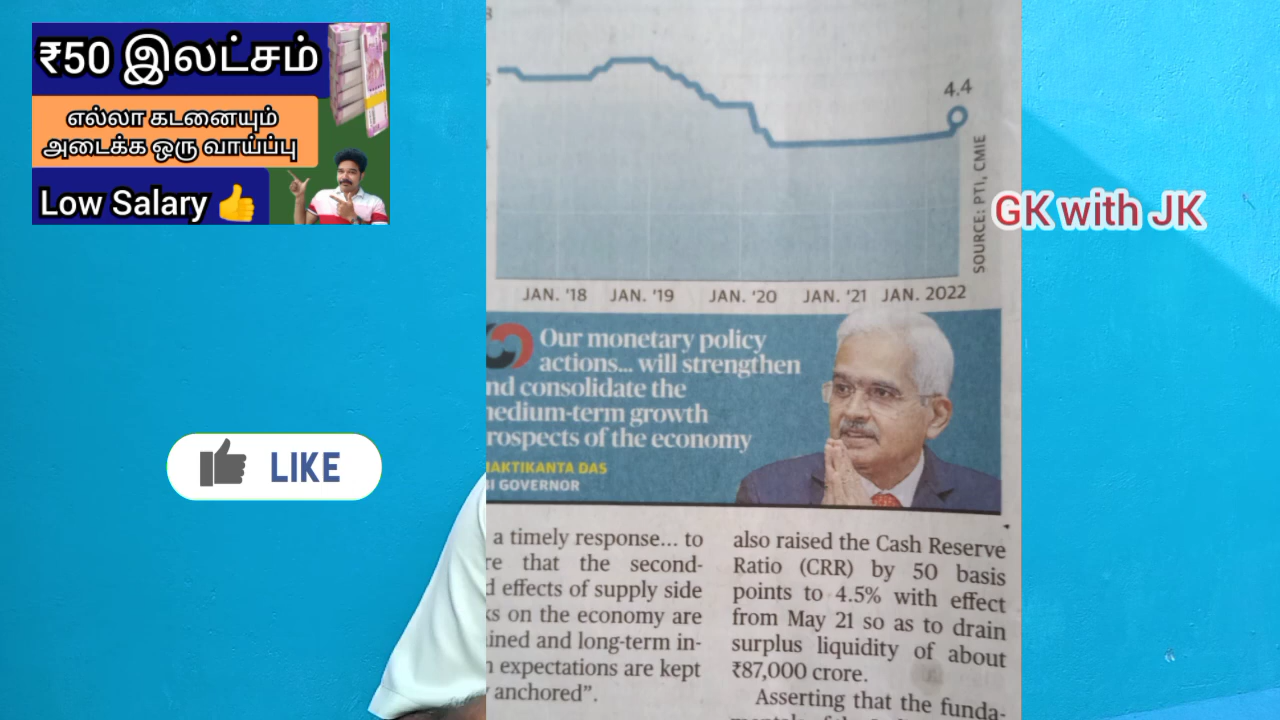 ₹50 இலட்சம்
எல்லா கடனையும்
அடைக்க ஒரு வாய்ப்பு
Low Salary
LIKE
4.4
SOURCE: PTI, CMIE
GK with JK
JAN. '18 JAN. '19 JAN. '20 JAN. '21 JAN. 2022
Our monetary policy
actions... will strengthen
nd consolidate the
edium-term growth
rospects of the economy
AKTIKANTA DAS
I GOVERNOR
a timely response... to
re that the second-
d effects of supply side
ks on the economy are
ined and long-term in-
n expectations are kept
y anchored”.
also raised the Cash Reserve
Ratio (CRR) by 50 basis
points to 4.5% with effect
from May 21 so as to drain
surplus liquidity of about
₹87,000 crore.
Asserting that the funda-